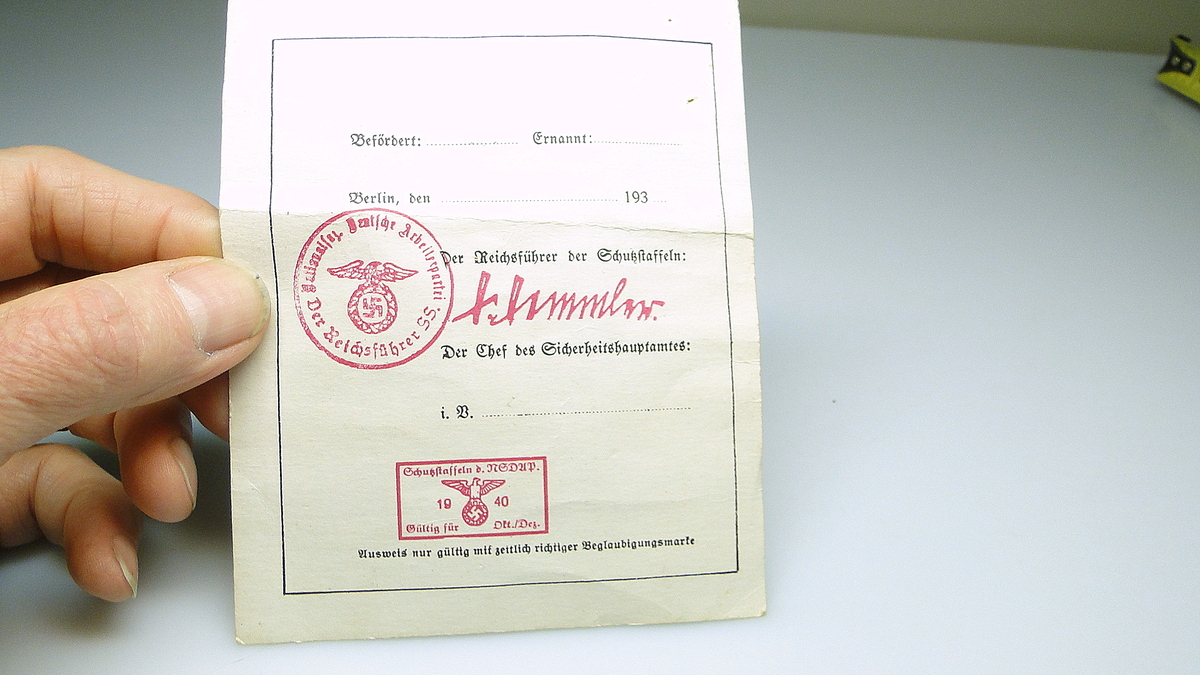 Befördert: Ernannt:
Berlin, den 193
Nationalsoz. Deutsche Arbeiterpartei
Der Reichsführer SS.
Der Reichsführer der Schutzstaffeln:
H. Himmler.
Der Chef des Sicherheitshauptamtes:
i. V.
Schutzstaffeln d. NSDAP.
19 40
Gültig für Okt./Dez.
Ausweis nur gültig mit zeitlich richtiger Beglaubigungsmarke